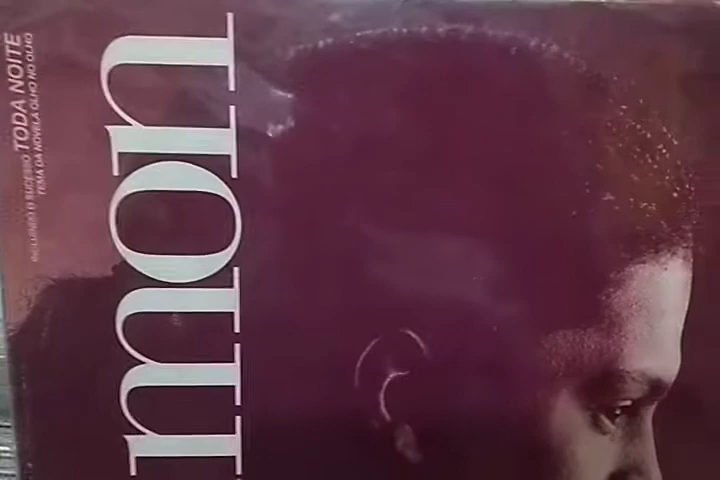 INCLUINDO O SUCESSO TODA NOITE
TEMA DA NOVELA OLHO NO OLHO
mon